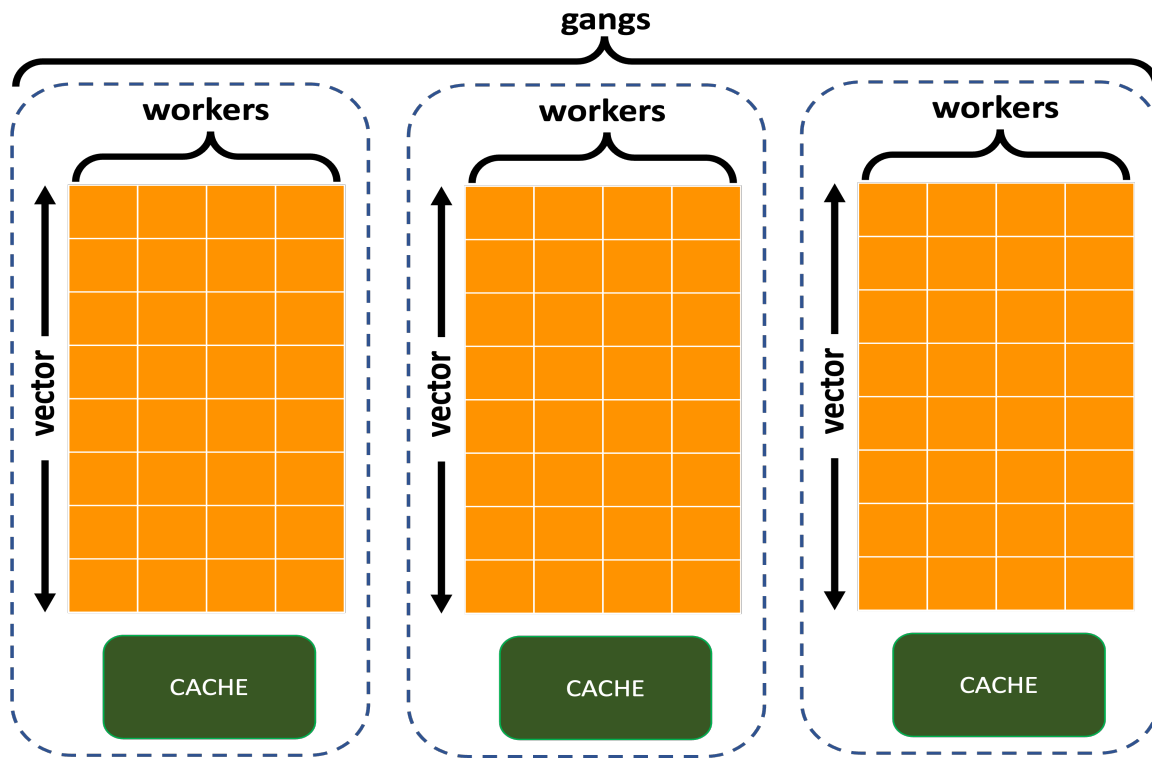 gangs
workers
workers
workers
vector
vector
vector
CACHE
CACHE
CACHE